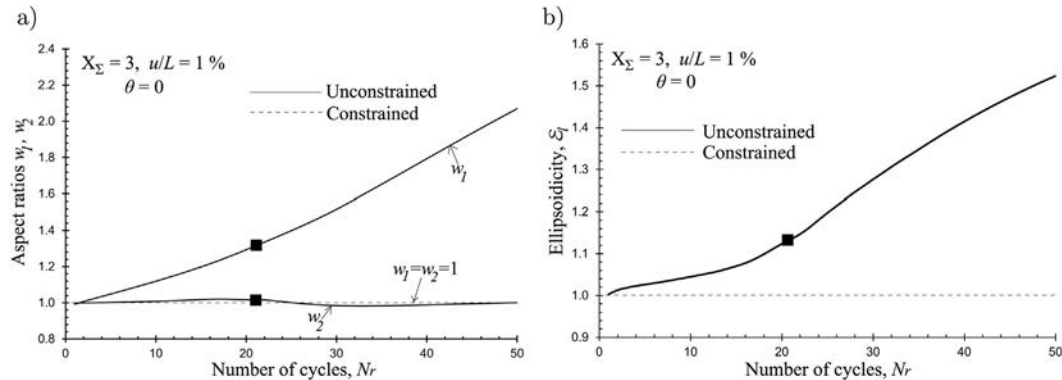 a)
Aspect ratios w₁, w₂
2.4
2.2
2.0
1.8
1.6
1.4
1.2
1.0
0.8
X_Σ = 3, u/L = 1 %
θ = 0
Unconstrained
Constrained
w₁
w₁=w₂=1
w₂
0 10 20 30 40 50
Number of cycles, Nr
b)
Ellipsoidicity, ℰ₁
1.6
1.5
1.4
1.3
1.2
1.1
1.0
0.9
X_Σ = 3, u/L = 1 %
θ = 0
Unconstrained
Constrained
0 10 20 30 40 50
Number of cycles, Nr